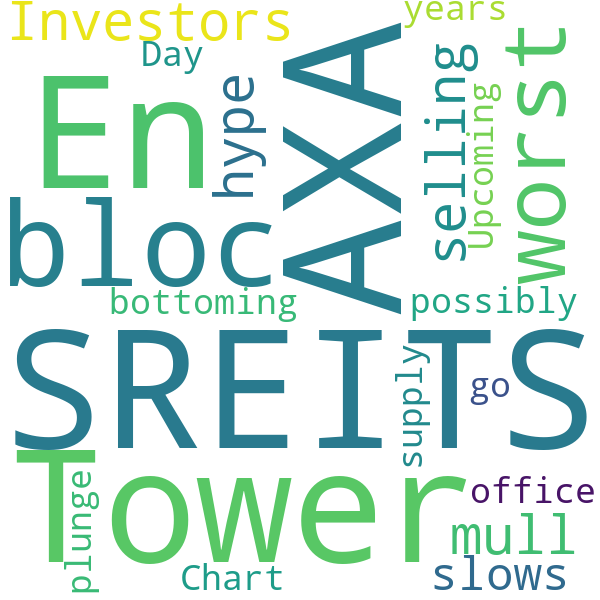 Investors
years
Day
En
hype
AXA
selling
Upcoming
worst
bloc
bottoming
possibly
SREITS
supply
go
Tower
plunge
office
mull
Chart
slows